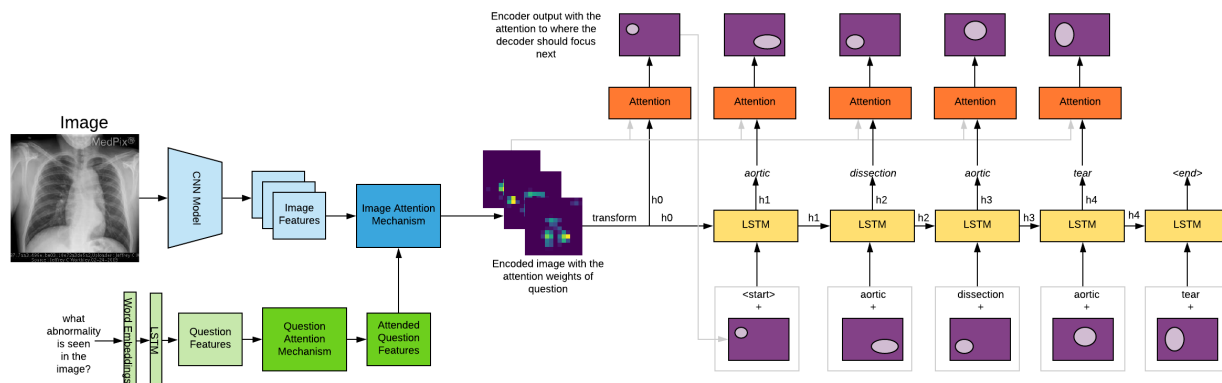 Encoder output with the
attention to where the
decoder should focus
next
Attention
Attention
Attention
Attention
Attention
Image
MedPix
CNN Model
Image
Features
Image Attention
Mechanism
Encoded image with the
attention weights of
question
transform
h0
h0
aortic
dissection
aortic
tear
<end>
h1
h2
h3
h4
LSTM
h1
LSTM
h2
LSTM
h3
LSTM
h4
LSTM
<start>
+
aortic
+
dissection
+
aortic
+
tear
+
what
abnormality
is seen
in the
image?
Word Embeddings
LSTM
Question
Features
Question
Attention
Mechanism
Attended
Question
Features